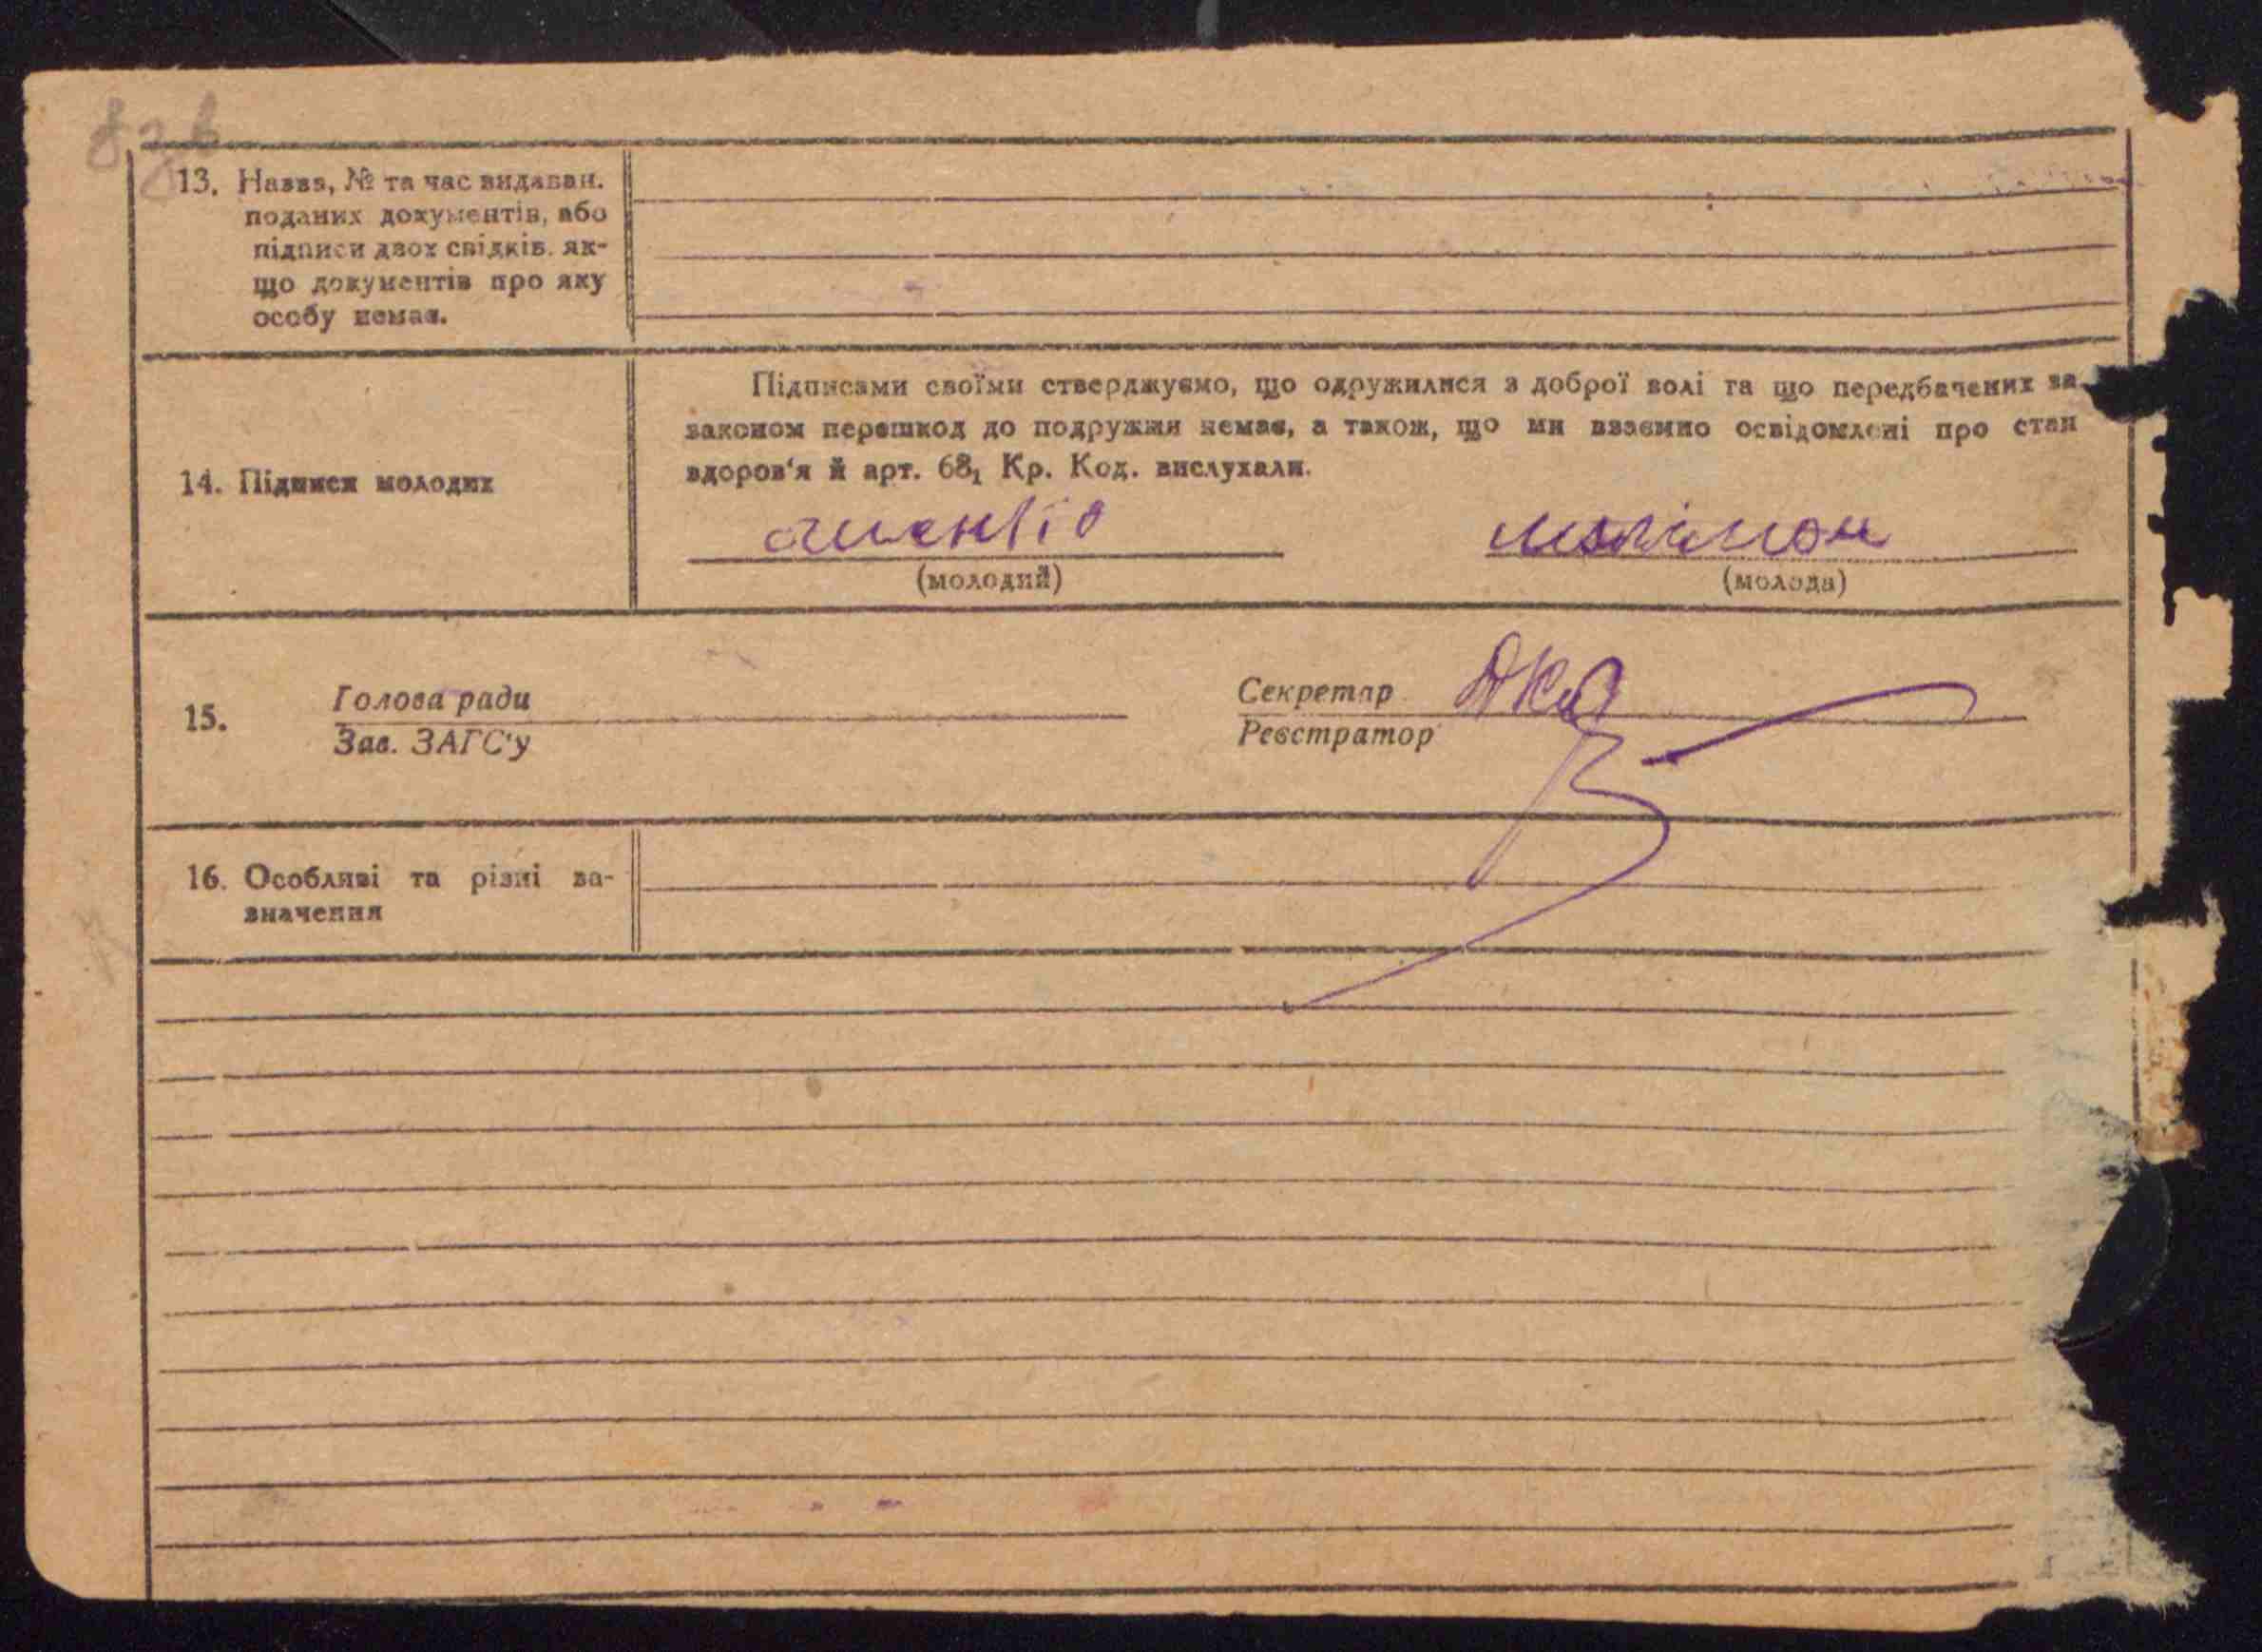 13. Назва, № та час видаван.
поданих документів, або
підписи двох свідків, як-
що документів про яку
особу немає.
Підписами своїми стверджуємо, що одружилися з доброї волі та що передбачених за
законом перешкод до подружжя немає, а також, що ми взаємно освідомлені про стан
здоров'я й арт. 68₁ Кр. Код. вислухали.
14. Підписи молодих
(молодий) (молода)
15. Голова ради Секретар
Зав. ЗАГС'у Реєстратор
16. Особливі та різні за-
значення